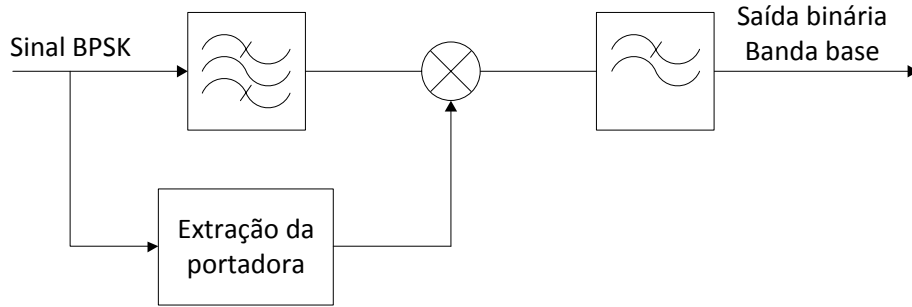 Sinal BPSK
Saída binária
Banda base
Extração da
portadora